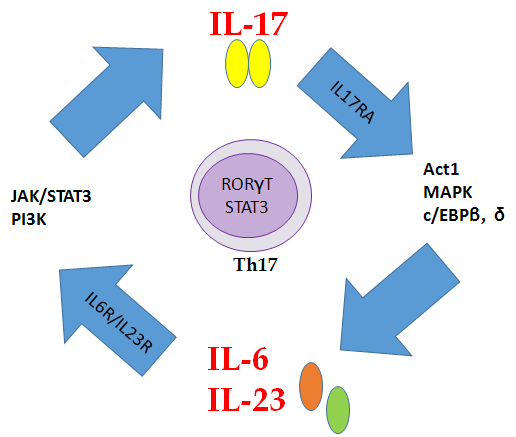 IL-17
IL17RA
Act1
MAPK
c/EBPβ, δ
RORγT
STAT3
Th17
JAK/STAT3
PI3K
IL6R/IL23R
IL-6
IL-23